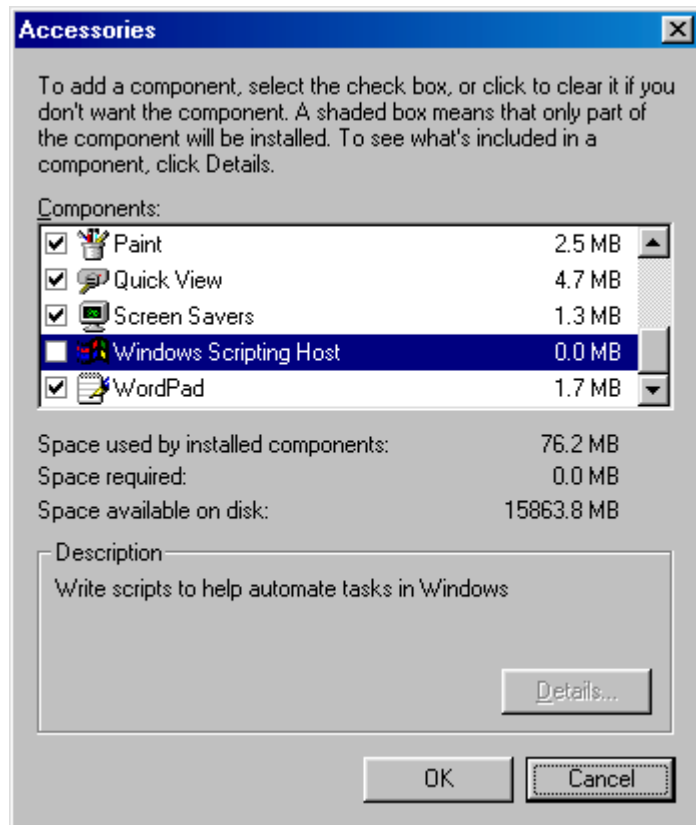 Accessories
To add a component, select the check box, or click to clear it if you
don't want the component. A shaded box means that only part of
the component will be installed. To see what's included in a
component, click Details.
Components:
Paint 2.5 MB
Quick View 4.7 MB
Screen Savers 1.3 MB
Windows Scripting Host 0.0 MB
WordPad 1.7 MB
Space used by installed components: 76.2 MB
Space required: 0.0 MB
Space available on disk: 15863.8 MB
Description
Write scripts to help automate tasks in Windows
Details...
OK Cancel